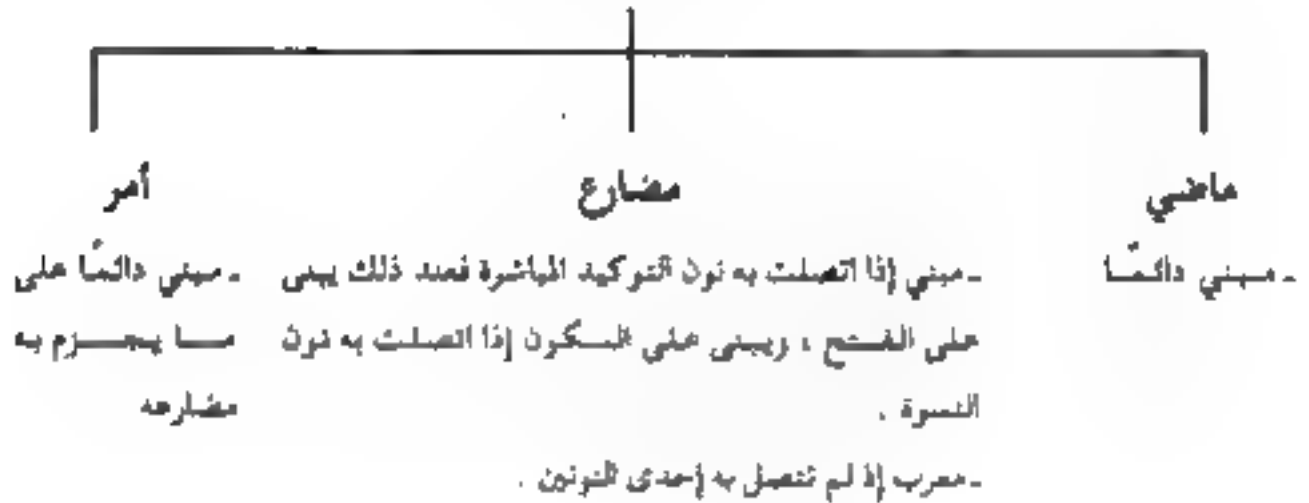 ماضي
- مبني دائمًا
مضارع
- مبني إذا اتصلت به نون التوكيد المباشرة فعند ذلك يبنى
على الفتح ، ويبنى على السكون إذا اتصلت به نون
النسوة .
- معرب إذ لم تتصل به إحدى النونين .
أمر
- مبني دائمًا على
ما يجزم به
مضارعه